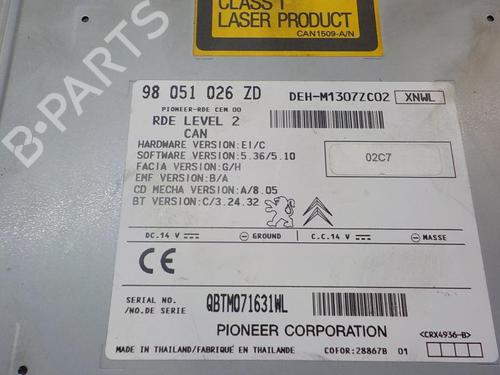 CLASS 1
LASER PRODUCT
CAN1509-A/N
98 051 026 ZD
DEH-M1307ZC02 XNWL
PIONEER-RDE CEM 00
RDE LEVEL 2
CAN
HARDWARE VERSION:EI/C
SOFTWARE VERSION:5.36/5.10
FACIA VERSION:G/H
EMF VERSION:B/A
CD MECHA VERSION:A/8.05
BT VERSION:C/3.24.32
02C7
DC.14 V GROUND C.C.14 V MASSE
CE
SERIAL NO.
/NO.DE SERIE
QBTM071631WL
PIONEER CORPORATION
<CRX4936-B>
MADE IN THAILAND/FABRIQUE EN THAILANDE COFOR:28867B 01
B-PARTS